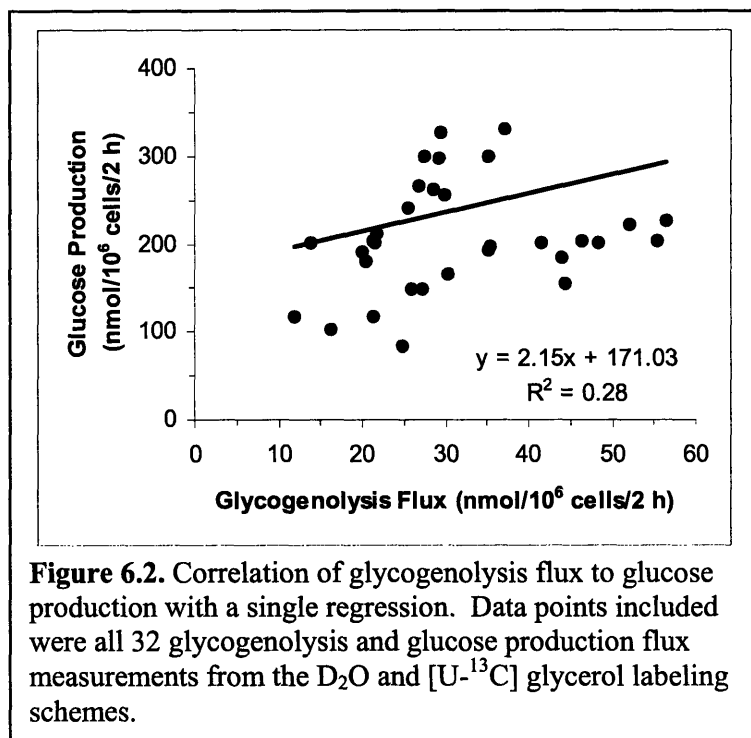 400
300
200
100
0
Glucose Production
(nmol/10⁶ cells/2 h)
y = 2.15x + 171.03
R² = 0.28
0 10 20 30 40 50 60
Glycogenolysis Flux (nmol/10⁶ cells/2 h)
Figure 6.2. Correlation of glycogenolysis flux to glucose
production with a single regression. Data points included
were all 32 glycogenolysis and glucose production flux
measurements from the D₂O and [U-¹³C] glycerol labeling
schemes.